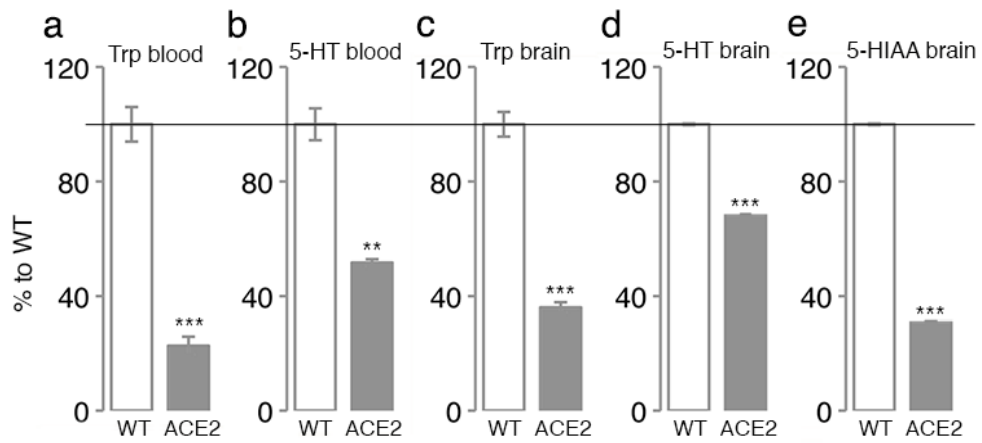 a b c d e
Trp blood 5-HT blood Trp brain 5-HT brain 5-HIAA brain
120 120 120 120 120
80 80 80 80 80
% to WT
***
**
***
***
***
40 40 40 40 40
0 0 0 0 0
WT ACE2 WT ACE2 WT ACE2 WT ACE2 WT ACE2